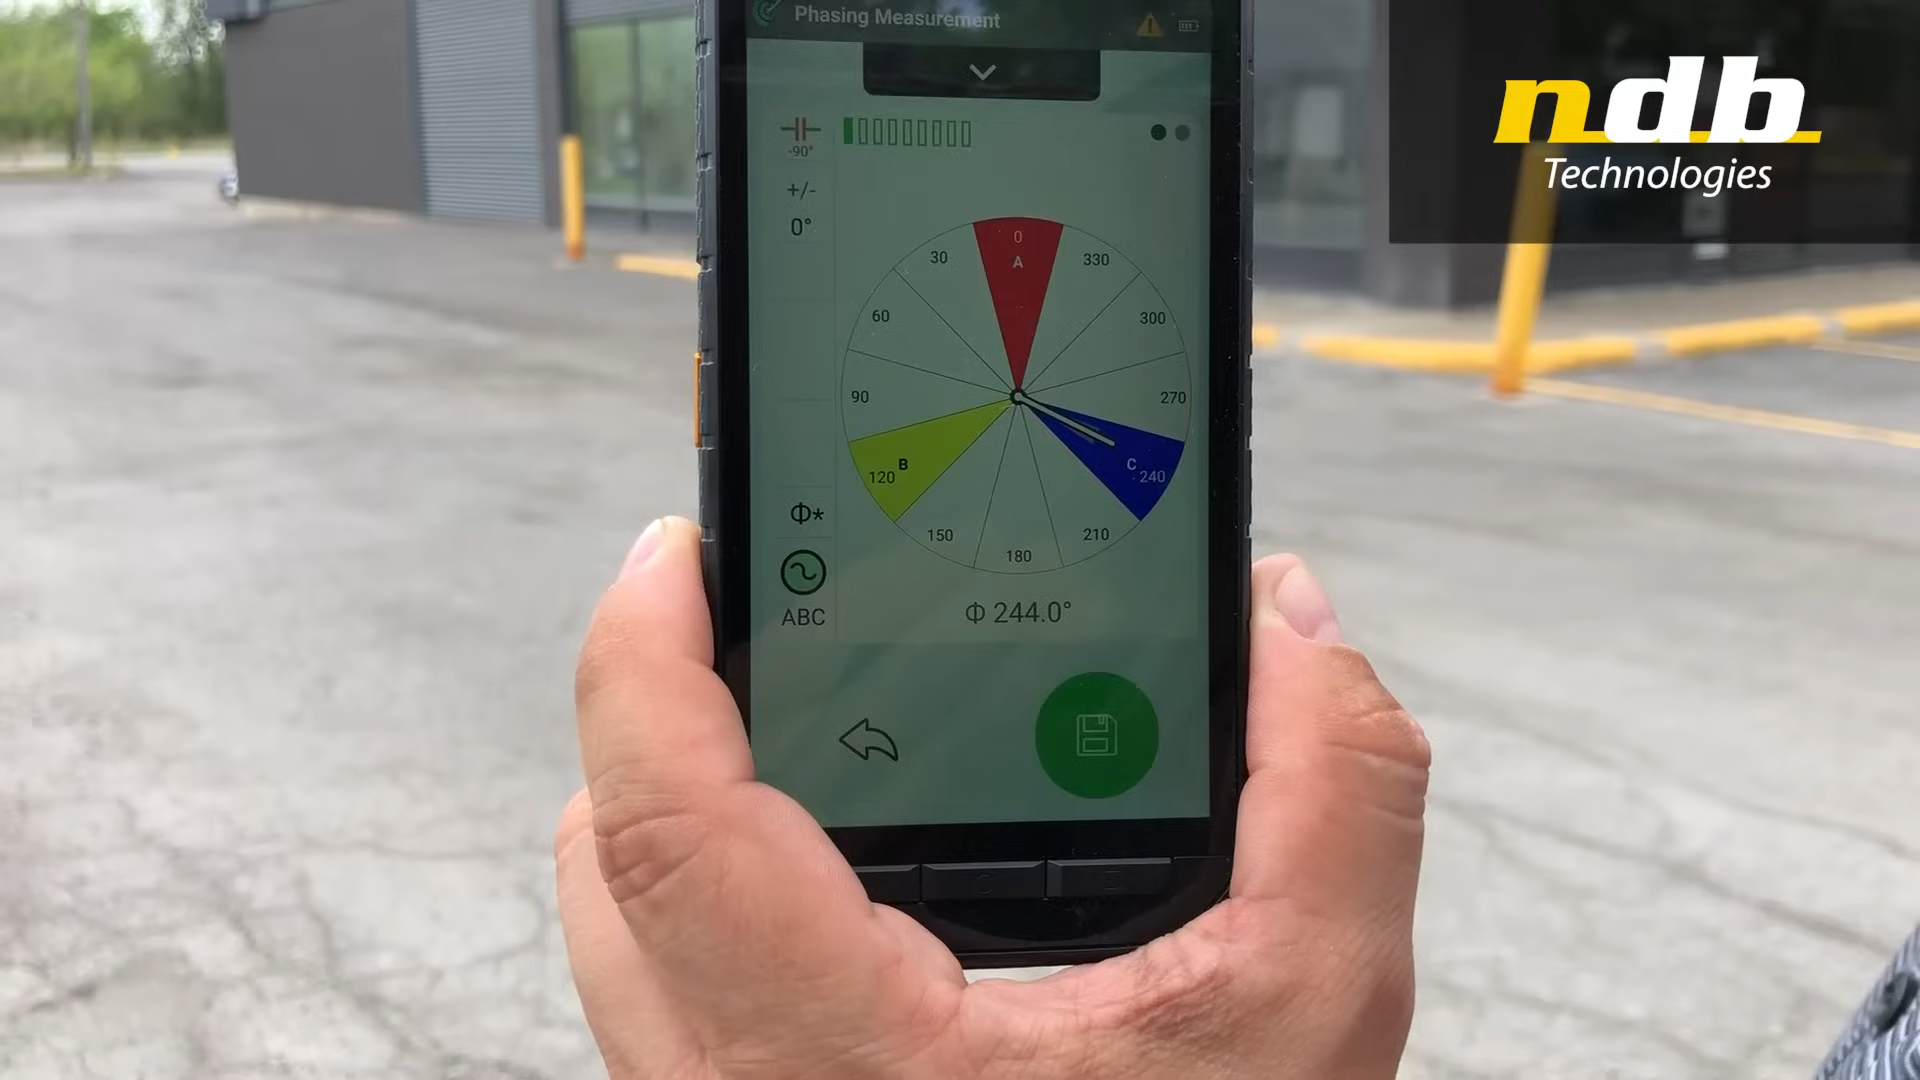 Phasing Measurement
ndb
Technologies
-90°
+/-
0°
0
A
30
330
60
300
90
270
B
120
C
240
150
210
180
Φ*
ABC
Φ 244.0°